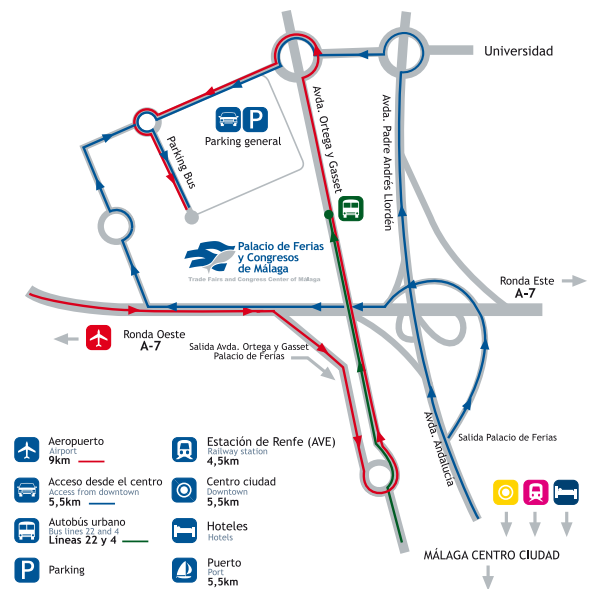 Universidad
Avda. Ortega y Gasset
Avda. Padre Andrés Llordén
P
Parking general
Parking Bus
Palacio de Ferias
y Congresos
de Málaga
Trade Fairs and Congress Center of Malaga
Ronda Este
A-7
Ronda Oeste
A-7
Salida Avda. Ortega y Gasset
Palacio de Ferias
Avda. Andalucía
Salida Palacio de Ferias
Aeropuerto
Airport
9km
Acceso desde el centro
Access from downtown
5,5km
Autobús urbano
Bus lines 22 and 4
Líneas 22 y 4
P
Parking
Estación de Renfe (AVE)
Railway station
4,5km
Centro ciudad
Downtown
5,5km
Hoteles
Hotels
Puerto
Port
5,5km
MÁLAGA CENTRO CIUDAD